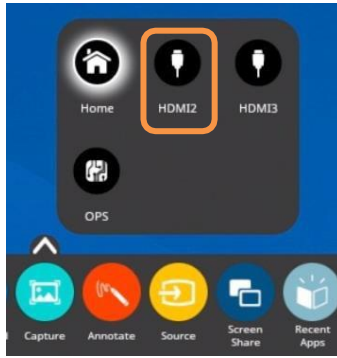 Home
HDMI2
HDMI3
OPS
Capture
Annotate
Source
Screen
Share
Recent
Apps